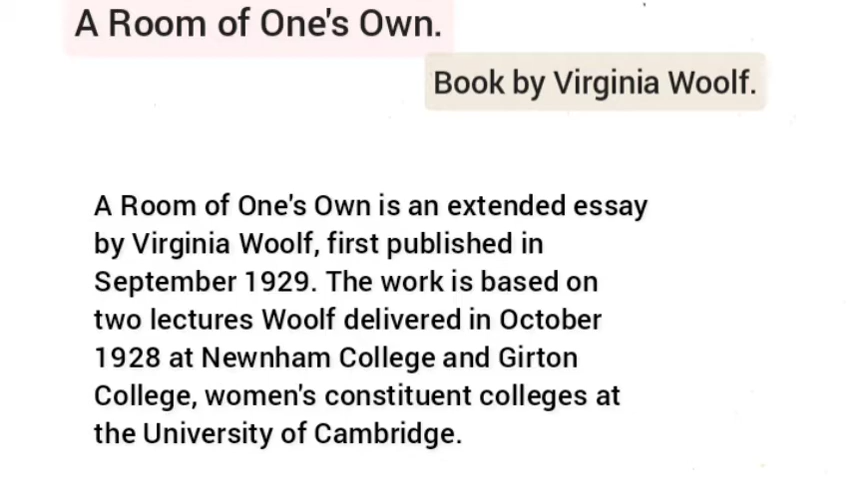 A Room of One's Own.
Book by Virginia Woolf.
A Room of One's Own is an extended essay
by Virginia Woolf, first published in
September 1929. The work is based on
two lectures Woolf delivered in October
1928 at Newnham College and Girton
College, women's constituent colleges at
the University of Cambridge.